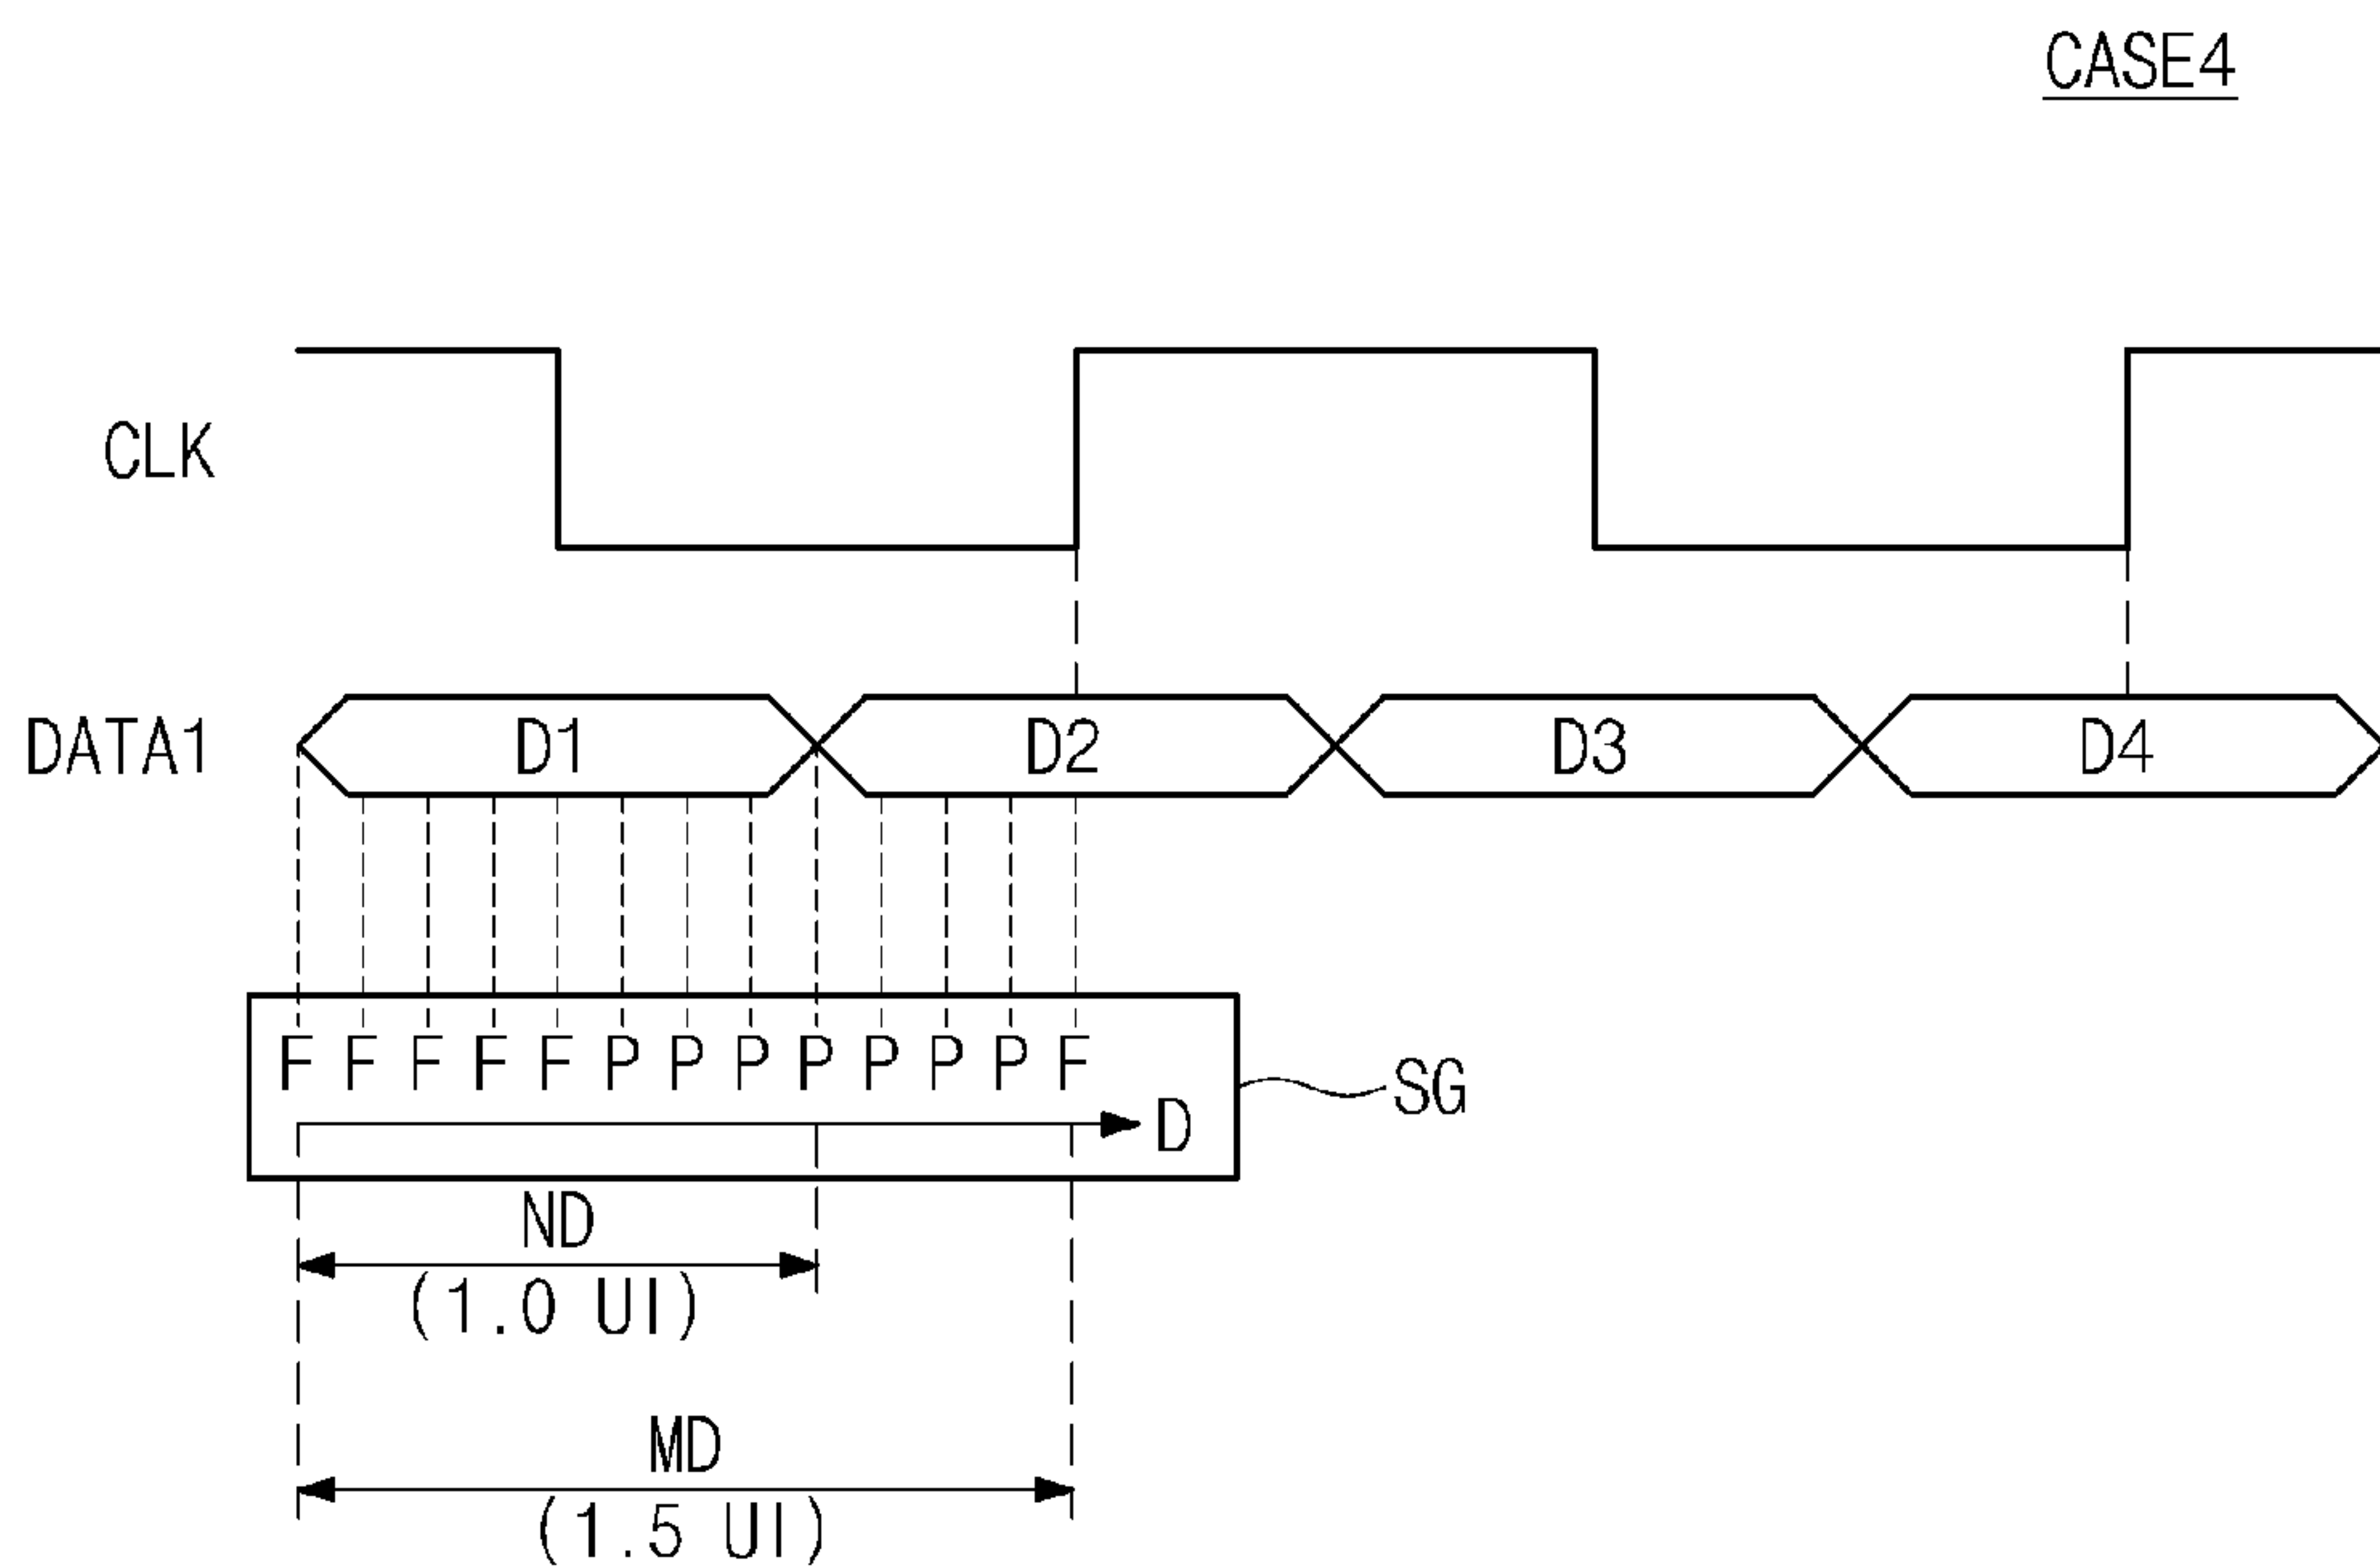 CASE4
CLK
DATA1 D1 D2 D3 D4
F F F F F P P P P P P P F
D
SG
ND
(1.0 UI)
MD
(1.5 UI)